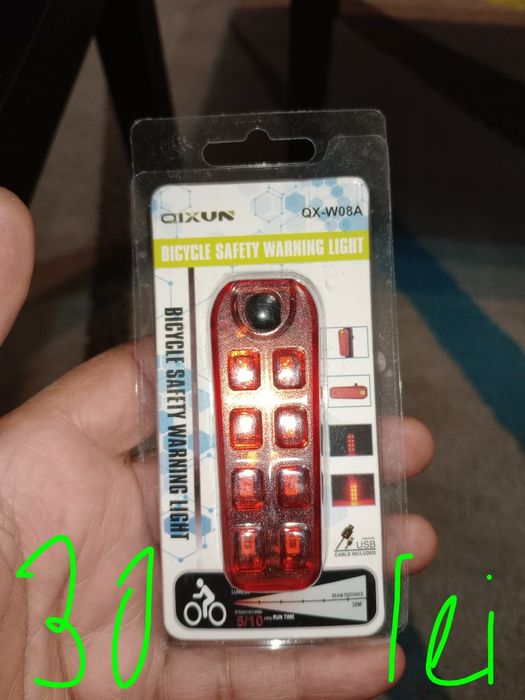 QIXUN
QX-W08A
BICYCLE SAFETY WARNING LIGHT
BICYCLE SAFETY WARNING LIGHT
USB
CABLE INCLUDED
BEAM DISTANCE
30M
5/10 HRS RUN TIME
30 lei